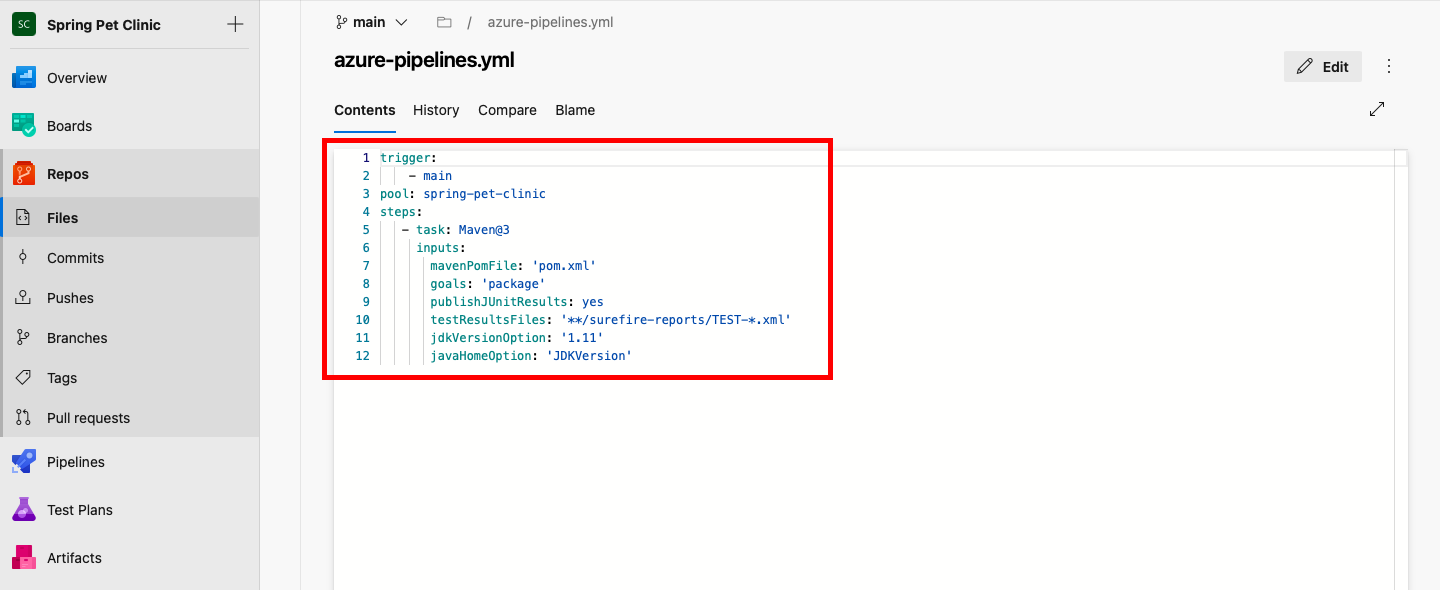 SC Spring Pet Clinic
Overview
Boards
Repos
Files
Commits
Pushes
Branches
Tags
Pull requests
Pipelines
Test Plans
Artifacts
main / azure-pipelines.yml
azure-pipelines.yml
Edit
Contents History Compare Blame
1 trigger:
2     - main
3 pool: spring-pet-clinic
4 steps:
5    - task: Maven@3
6      inputs:
7        mavenPomFile: 'pom.xml'
8        goals: 'package'
9        publishJUnitResults: yes
10       testResultsFiles: '**/surefire-reports/TEST-*.xml'
11       jdkVersionOption: '1.11'
12       javaHomeOption: 'JDKVersion'